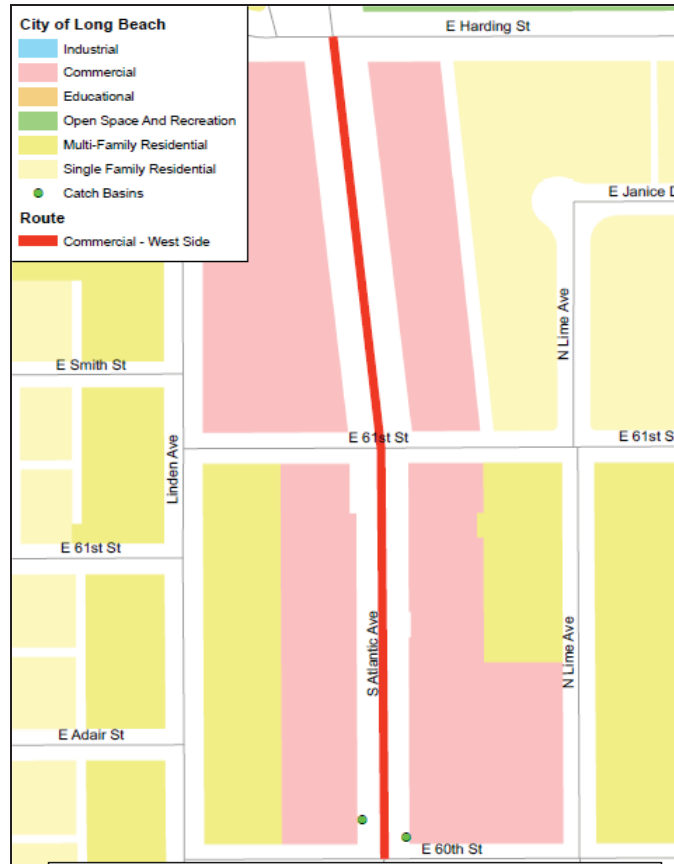 City of Long Beach
Industrial
Commercial
Educational
Open Space And Recreation
Multi-Family Residential
Single Family Residential
Catch Basins
Route
Commercial - West Side
E Harding St
E Janice D
N Lime Ave
E Smith St
Linden Ave
E 61st St
E 61st S
E 61st St
S Atlantic Ave
N Lime Ave
E Adair St
E 60th St